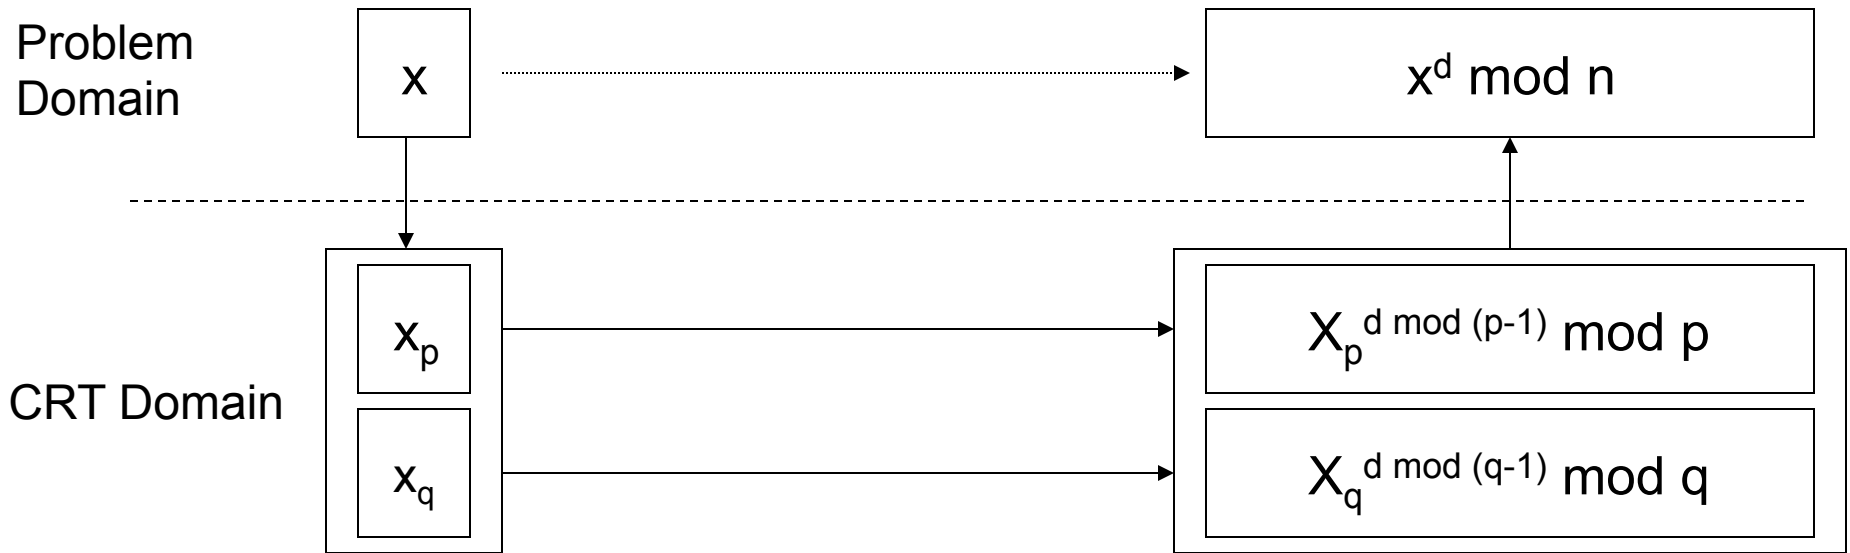 Problem
Domain
x
x^d mod n
CRT Domain
x_p
X_p^{d mod (p-1)} mod p
x_q
X_q^{d mod (q-1)} mod q